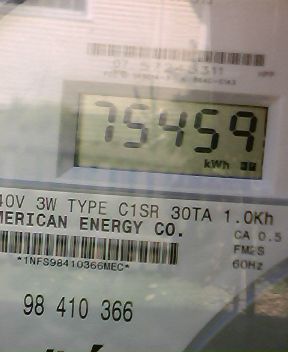 75459
kWh
40V 3W TYPE C1SR 30TA 1.0Kh
MERICAN ENERGY CO.
CA 0.5
FM2S
60Hz
*1NFS98410366MEC*
98 410 366